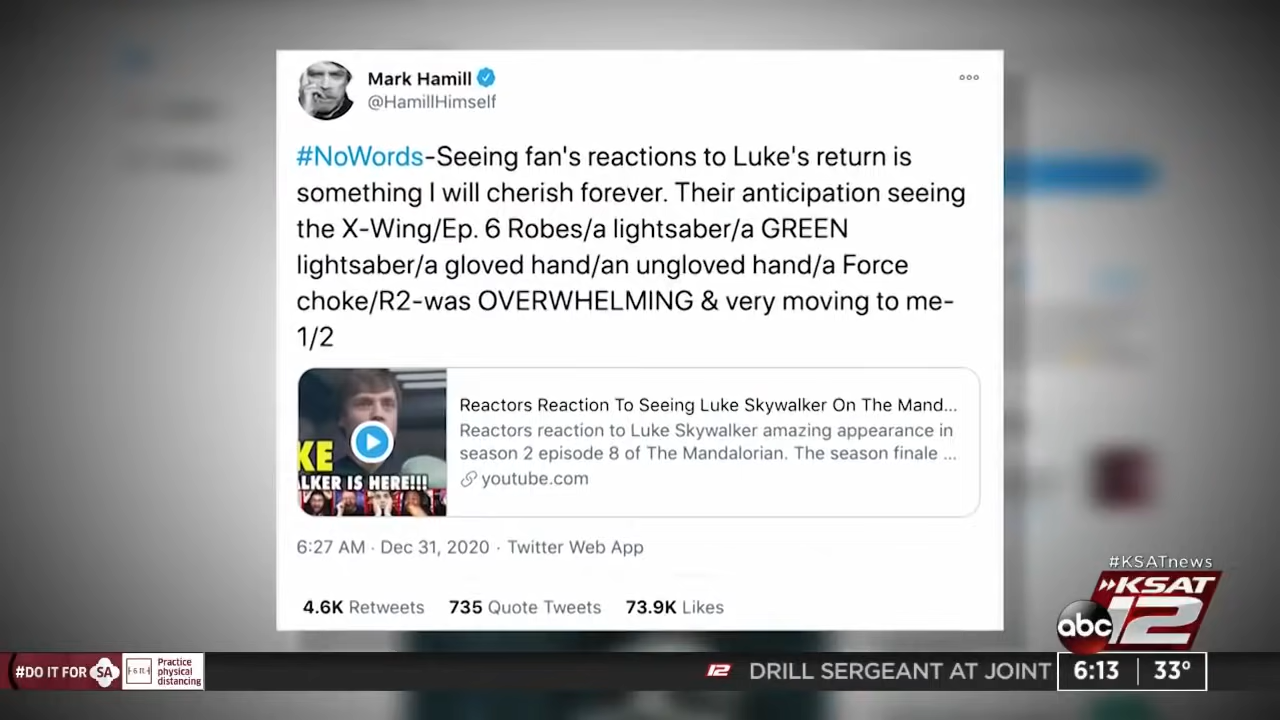 Mark Hamill
@HamillHimself
#NoWords-Seeing fan's reactions to Luke's return is
something I will cherish forever. Their anticipation seeing
the X-Wing/Ep. 6 Robes/a lightsaber/a GREEN
lightsaber/a gloved hand/an ungloved hand/a Force
choke/R2-was OVERWHELMING & very moving to me-
1/2
KE
LKER IS HERE!!!
Reactors Reaction To Seeing Luke Skywalker On The Mand...
Reactors reaction to Luke Skywalker amazing appearance in
season 2 episode 8 of The Mandalorian. The season finale ...
youtube.com
6:27 AM · Dec 31, 2020 · Twitter Web App
4.6K Retweets 735 Quote Tweets 73.9K Likes
#KSATnews
KSAT
abc 12
#DO IT FOR SA
6 ft
Practice
physical
distancing
12 DRILL SERGEANT AT JOINT
6:13 33°